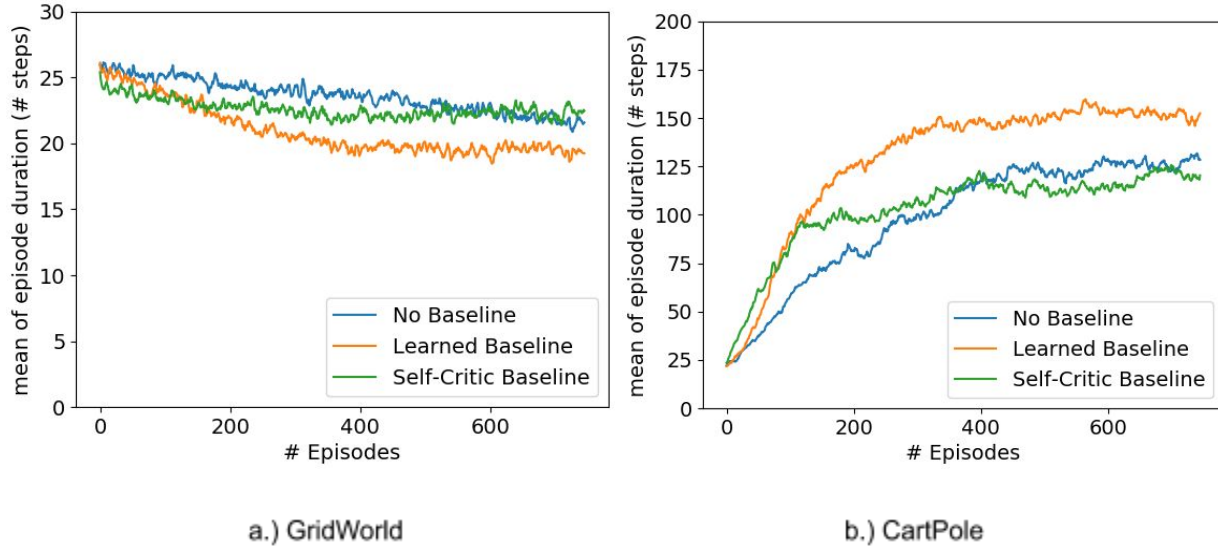 mean of episode duration (# steps)
30
25
20
15
10
5
0
No Baseline
Learned Baseline
Self-Critic Baseline
0
200
400
600
# Episodes
a.) GridWorld
mean of episode duration (# steps)
200
175
150
125
100
75
50
25
0
No Baseline
Learned Baseline
Self-Critic Baseline
0
200
400
600
# Episodes
b.) CartPole